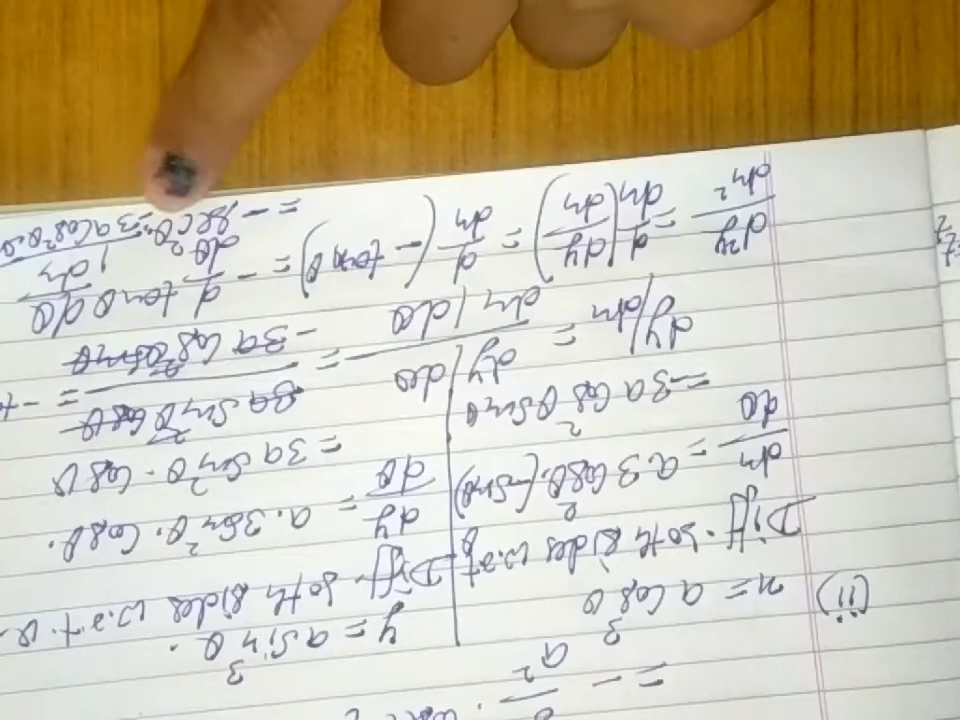 = - / a² .
(ii) x = a cos³θ | y = a sin³θ .
Diff. both sides w.r.t θ | Diff. both sides w.r.t. θ.
dx/dθ = a.3 cos²θ.(-sinθ) | dy/dθ = a. 3 sin²θ. cosθ.
= -3a cos²θ sinθ | = 3a sin²θ. cosθ
dy/dx = dy/dθ / dx/dθ = 3a sin²θ cosθ / -3a cos²θ sinθ = -t
d²y/dx² = d/dx (dy/dx) = d/dx (-tanθ) = - d/dθ tanθ dθ/dx
= - sec²θ. 1/-3a cos²θ.